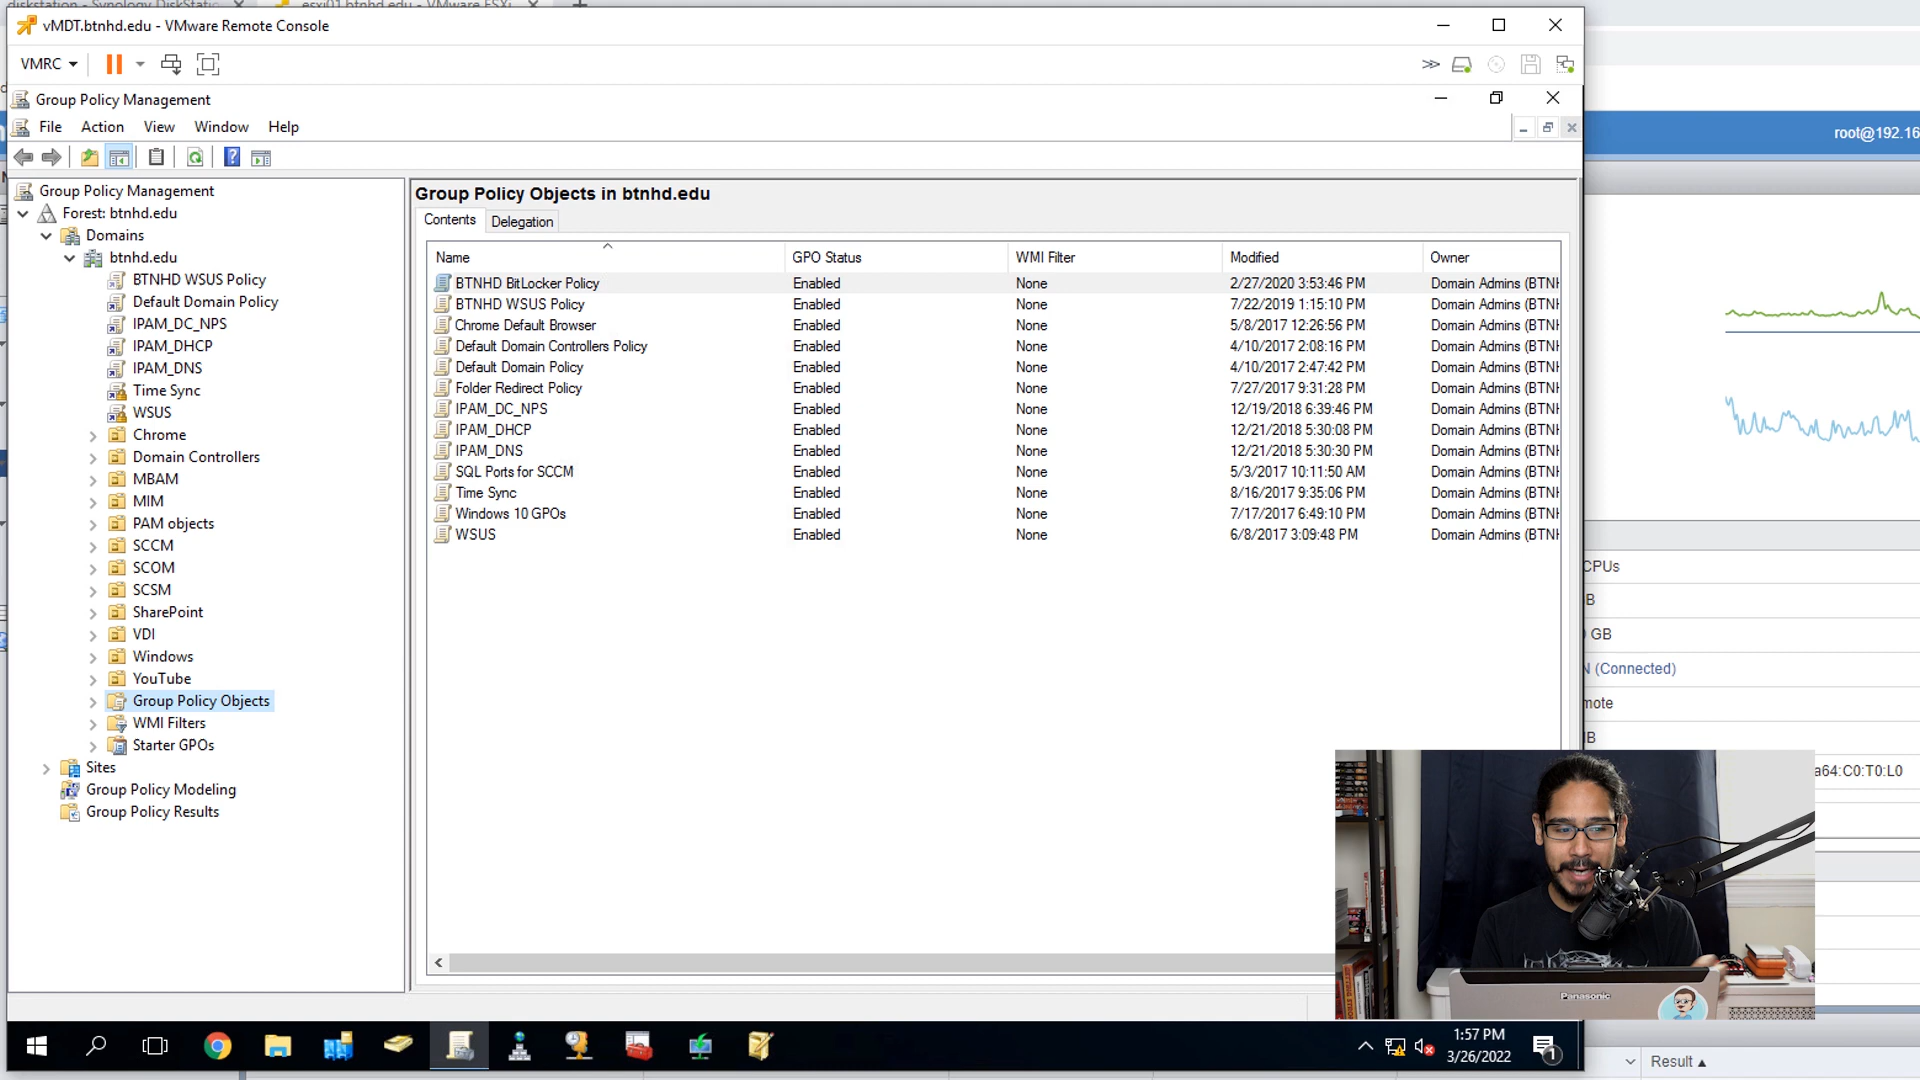 diskstation - Synology DiskStatic
esxi01.btnhd.edu - VMware ESXi
vMDT.btnhd.edu - VMware Remote Console
VMRC
Group Policy Management
File Action View Window Help
root@192.16
Group Policy Management
Forest: btnhd.edu
Domains
btnhd.edu
BTNHD WSUS Policy
Default Domain Policy
IPAM_DC_NPS
IPAM_DHCP
IPAM_DNS
Time Sync
WSUS
Chrome
Domain Controllers
MBAM
MIM
PAM objects
SCCM
SCOM
SCSM
SharePoint
VDI
Windows
YouTube
Group Policy Objects
WMI Filters
Starter GPOs
Sites
Group Policy Modeling
Group Policy Results
Group Policy Objects in btnhd.edu
Contents Delegation
Name GPO Status WMI Filter Modified Owner
BTNHD BitLocker Policy Enabled None 2/27/2020 3:53:46 PM Domain Admins (BTNH
BTNHD WSUS Policy Enabled None 7/22/2019 1:15:10 PM Domain Admins (BTNH
Chrome Default Browser Enabled None 5/8/2017 12:26:56 PM Domain Admins (BTNH
Default Domain Controllers Policy Enabled None 4/10/2017 2:08:16 PM Domain Admins (BTNH
Default Domain Policy Enabled None 4/10/2017 2:47:42 PM Domain Admins (BTNH
Folder Redirect Policy Enabled None 7/27/2017 9:31:28 PM Domain Admins (BTNH
IPAM_DC_NPS Enabled None 12/19/2018 6:39:46 PM Domain Admins (BTNH
IPAM_DHCP Enabled None 12/21/2018 5:30:08 PM Domain Admins (BTNH
IPAM_DNS Enabled None 12/21/2018 5:30:30 PM Domain Admins (BTNH
SQL Ports for SCCM Enabled None 5/3/2017 10:11:50 AM Domain Admins (BTNH
Time Sync Enabled None 8/16/2017 9:35:06 PM Domain Admins (BTNH
Windows 10 GPOs Enabled None 7/17/2017 6:49:10 PM Domain Admins (BTNH
WSUS Enabled None 6/8/2017 3:09:48 PM Domain Admins (BTNH
CPUs
B
GB
N (Connected)
mote
IB
a64:C0:T0:L0
Panasonic
1:57 PM
3/26/2022
1
Result